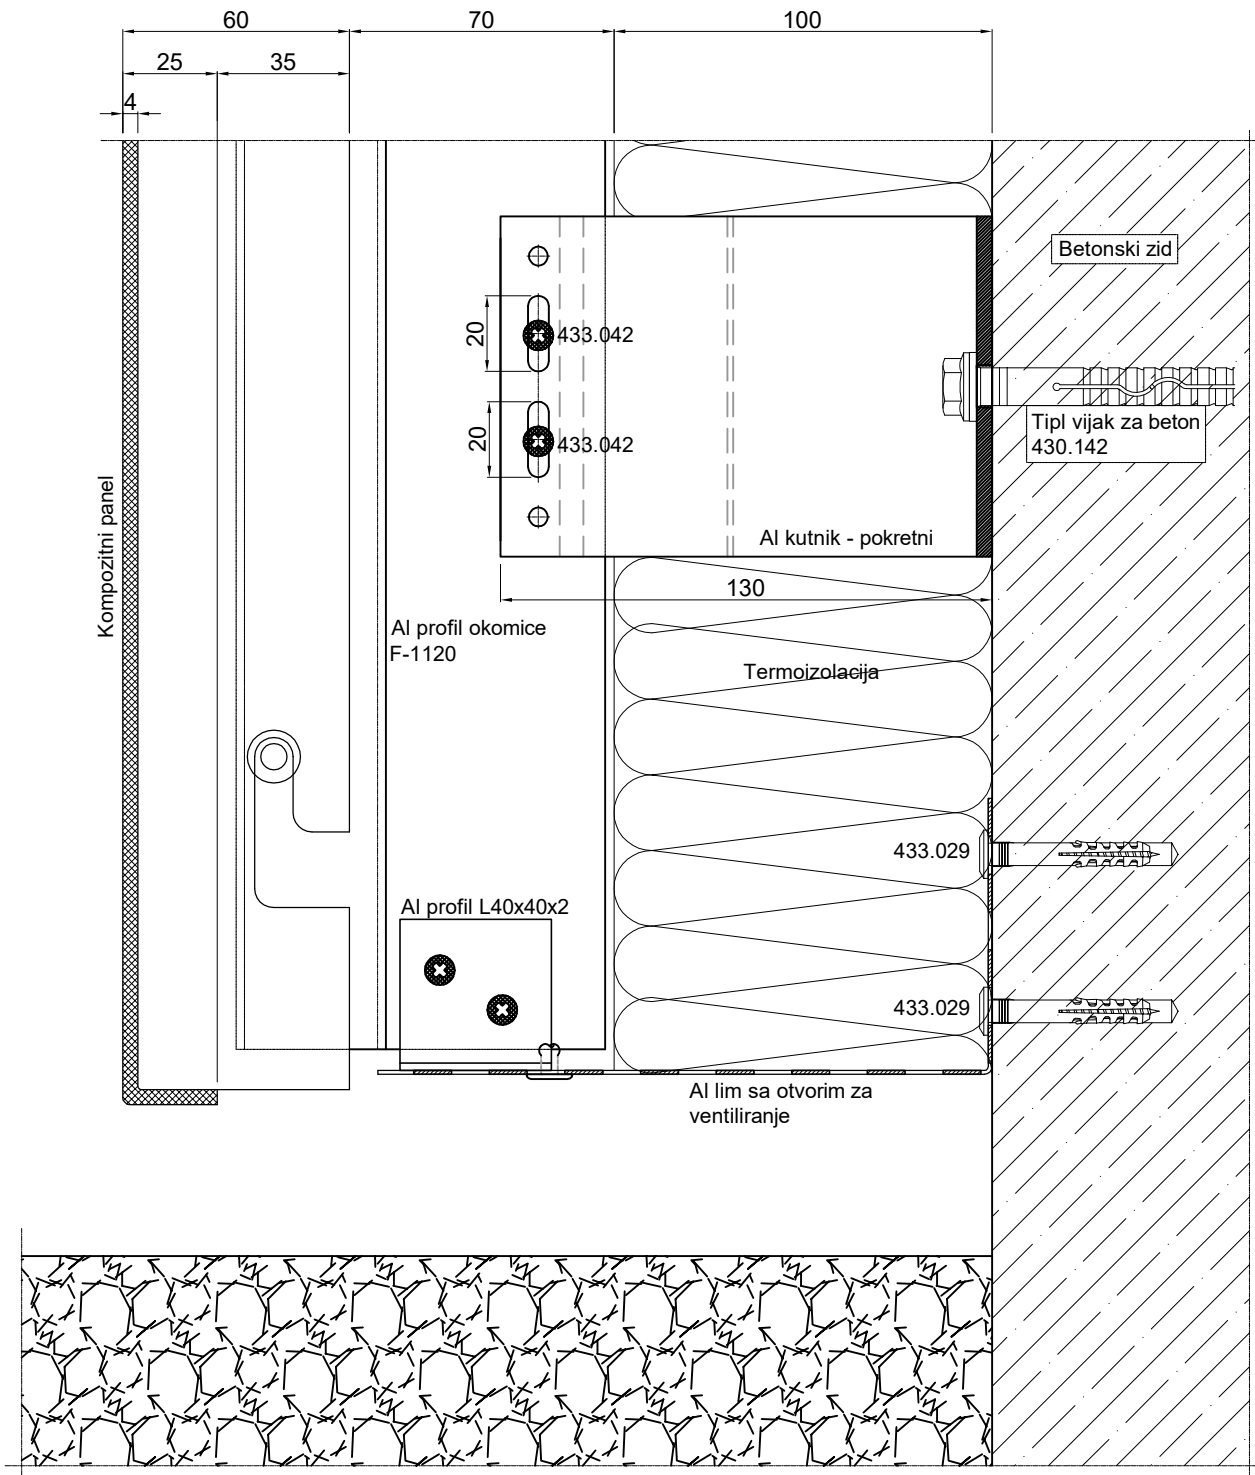 60
70
100
25
35
4
Betonski zid
20
433.042
20
433.042
Tipl vijak za beton
430.142
Kompozitni panel
Al kutnik - pokretni
130
Al profil okomice
F-1120
Termoizolacija
433.029
Al profil L40x40x2
433.029
Al lim sa otvorim za
ventiliranje